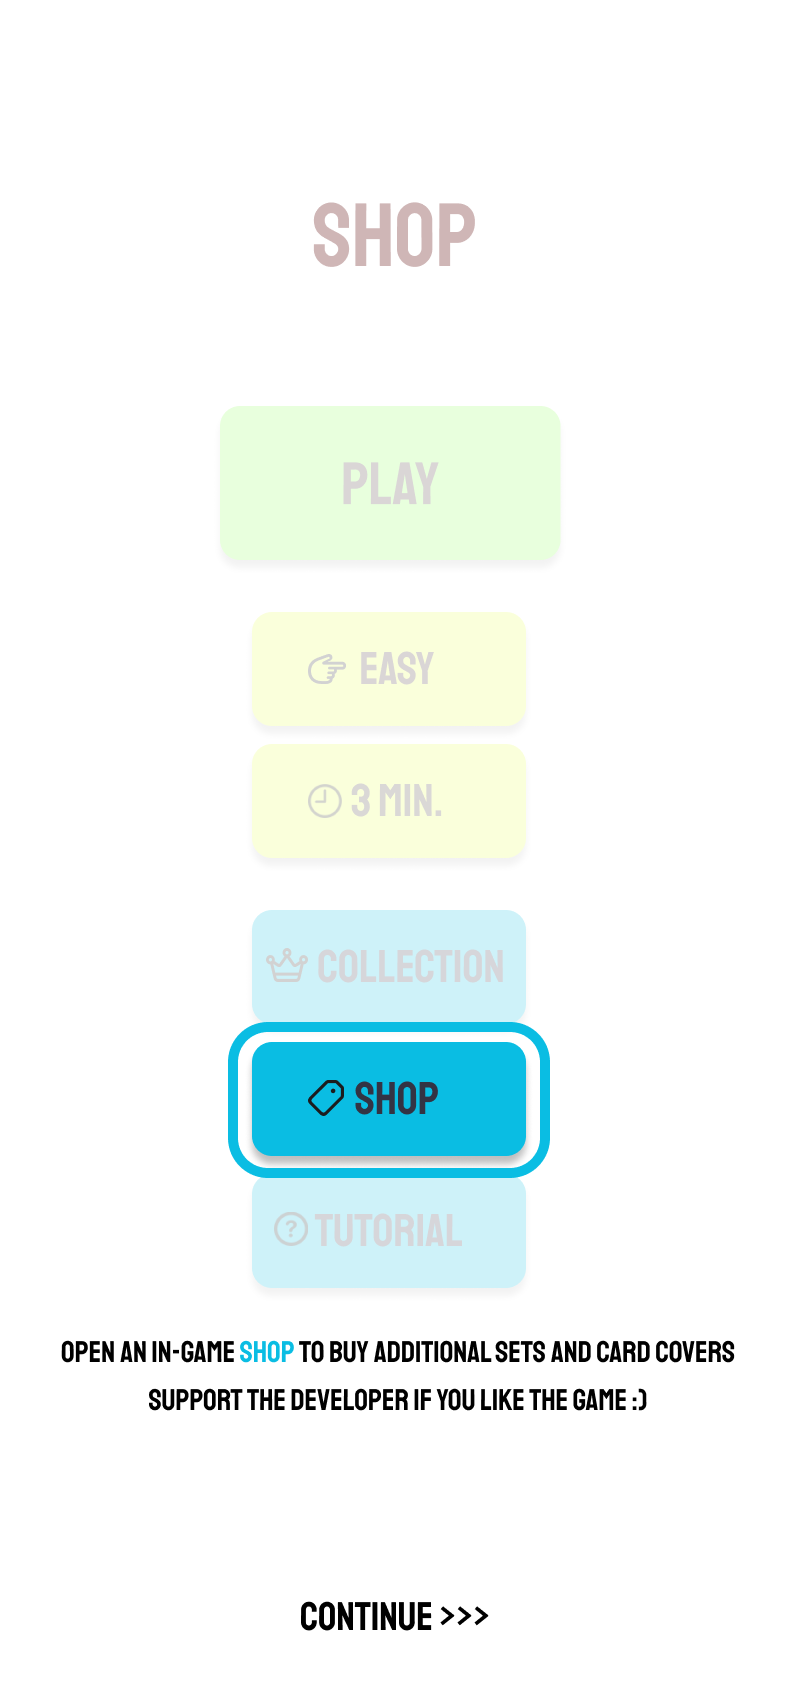 SHOP
PLAY
EASY
3 MIN.
COLLECTION
SHOP
TUTORIAL
OPEN AN IN-GAME SHOP TO BUY ADDITIONAL SETS AND CARD COVERS
SUPPORT THE DEVELOPER IF YOU LIKE THE GAME :)
CONTINUE >>>